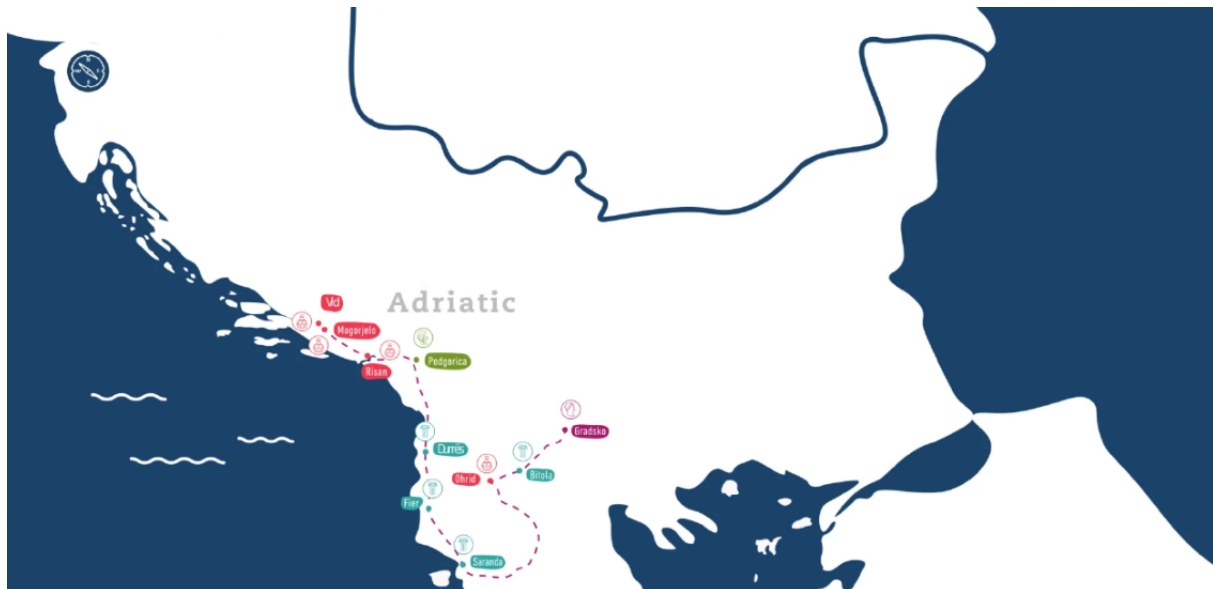 Adriatic
Vid
Mogorjelo
Risan
Podgorica
Gradsko
Durrës
Ohrid
Bitola
Fier
Saranda